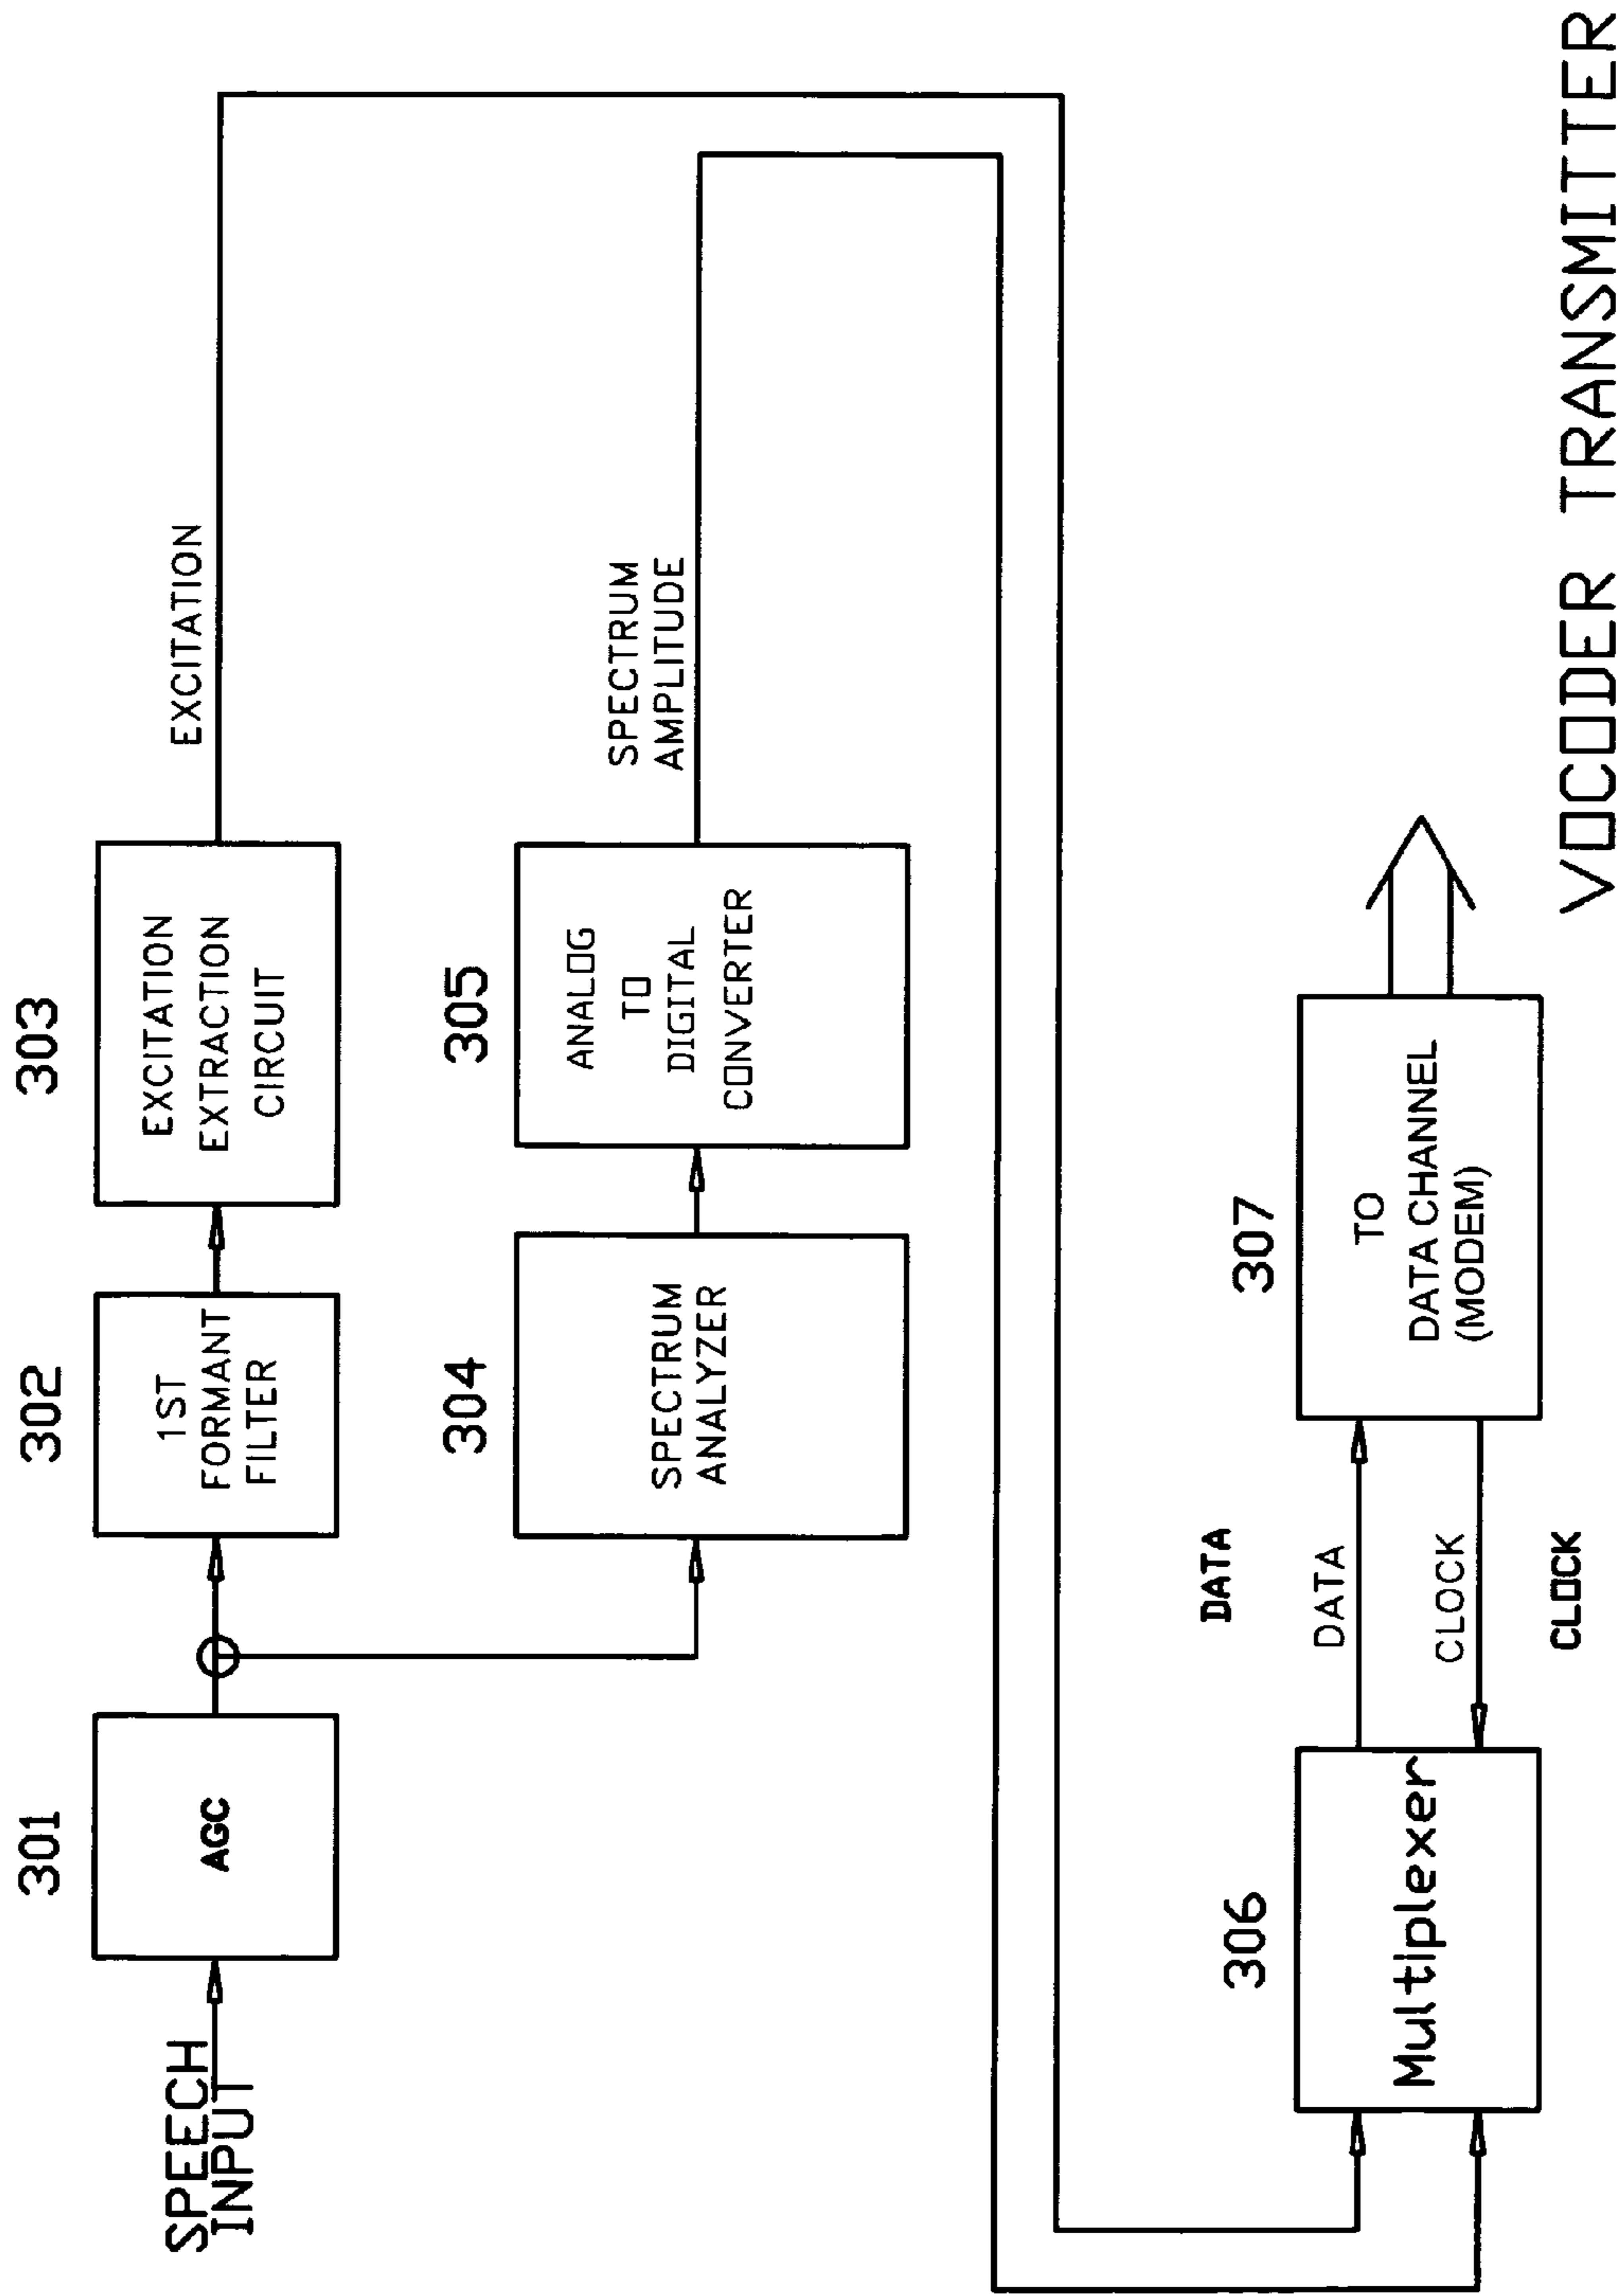 SPEECH
INPUT
301
AGC
302
1ST
FORMANT
FILTER
303
EXCITATION
EXTRACTION
CIRCUIT
EXCITATION
304
SPECTRUM
ANALYZER
305
ANALOG
TO
DIGITAL
CONVERTER
SPECTRUM
AMPLITUDE
306
Multiplexer
DATA
DATA
CLOCK
CLOCK
307
TO
DATA CHANNEL
(MODEM)
VOCODER TRANSMITTER